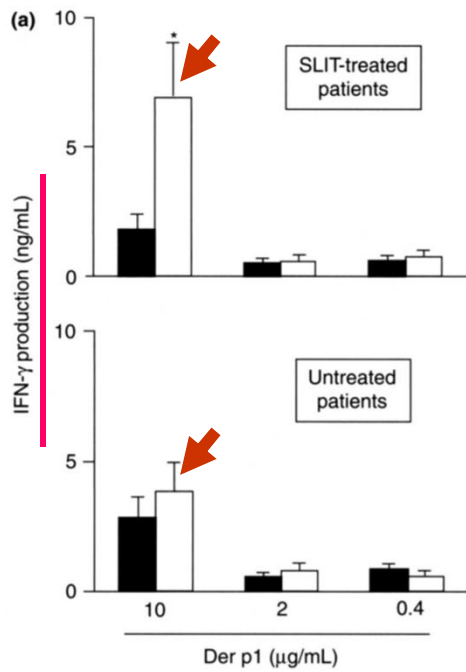 (a)
*
10
5
0
SLIT-treated
patients
IFN-γ production (ng/mL)
10
5
0
Untreated
patients
10 2 0.4
Der p1 (μg/mL)